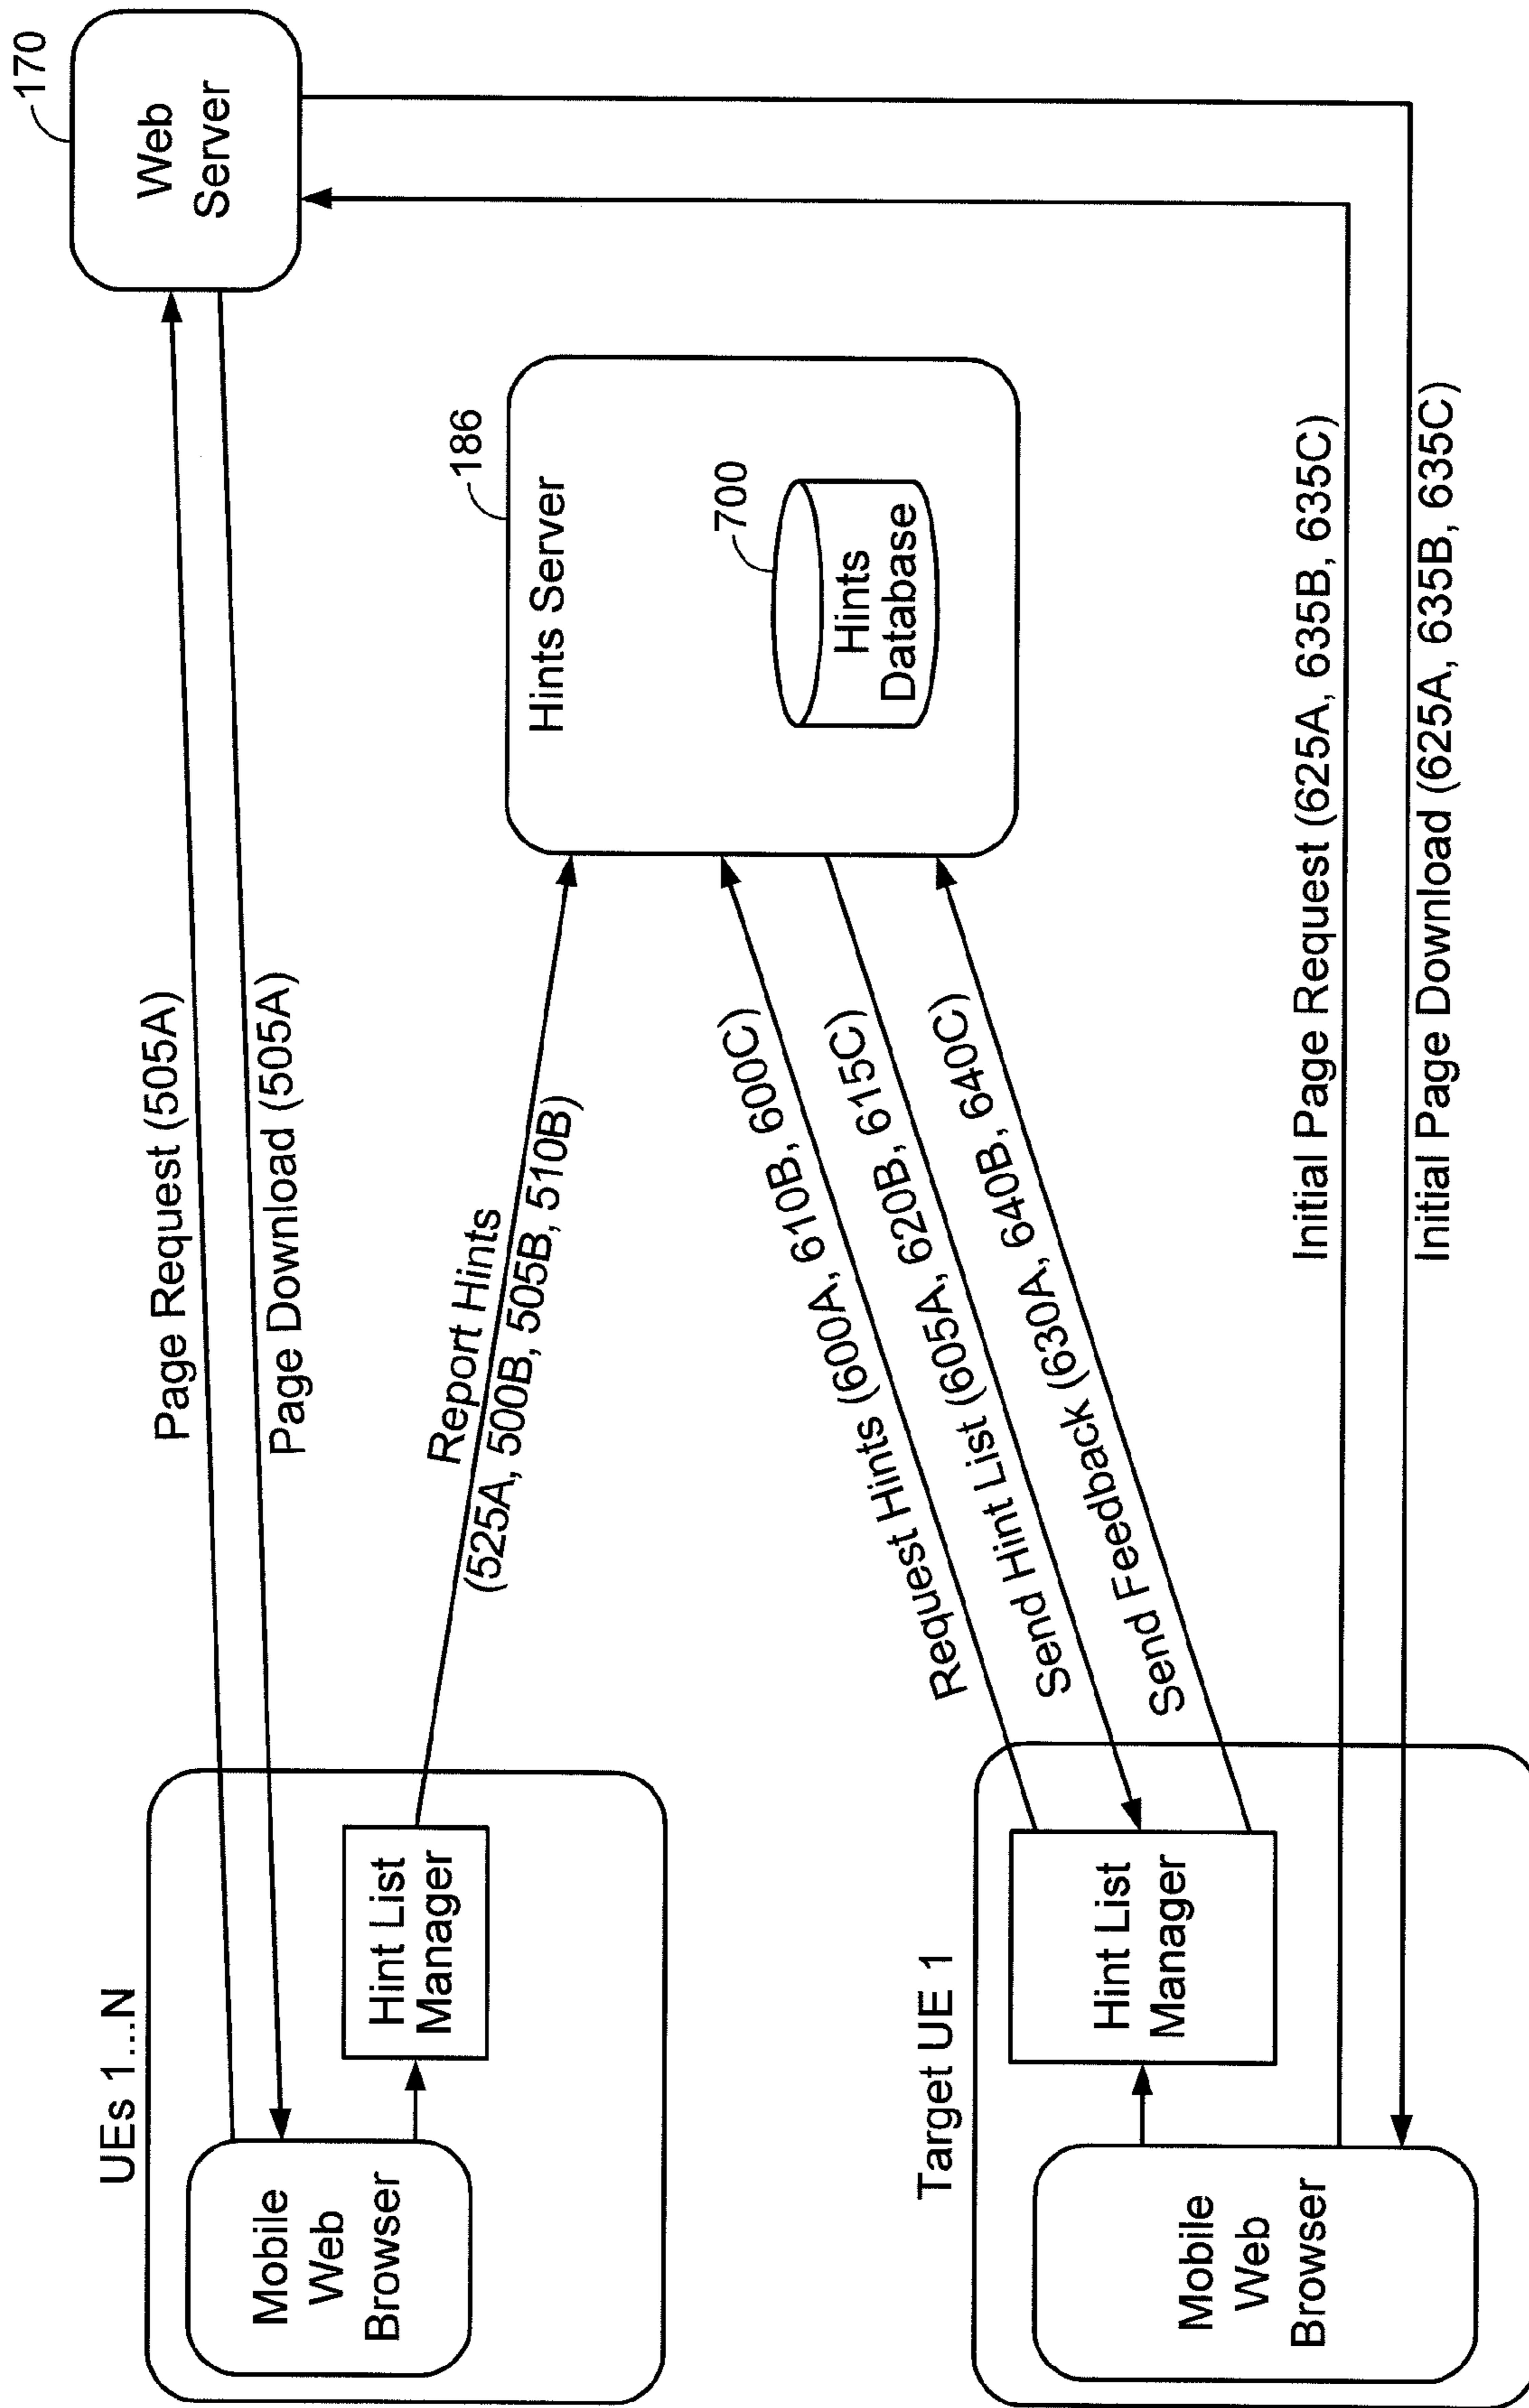 UEs 1...N
Mobile
Web
Browser
Hint List
Manager
Page Request (505A)
Page Download (505A)
Report Hints
(525A, 500B, 505B, 510B)
170
Web
Server
186
Hints Server
700
Hints
Database
Request Hints (600A, 610B, 600C)
Send Hint List (605A, 620B, 615C)
Send Feedback (630A, 640B, 640C)
Target UE 1
Mobile
Web
Browser
Hint List
Manager
Initial Page Request (625A, 635B, 635C)
Initial Page Download (625A, 635B, 635C)